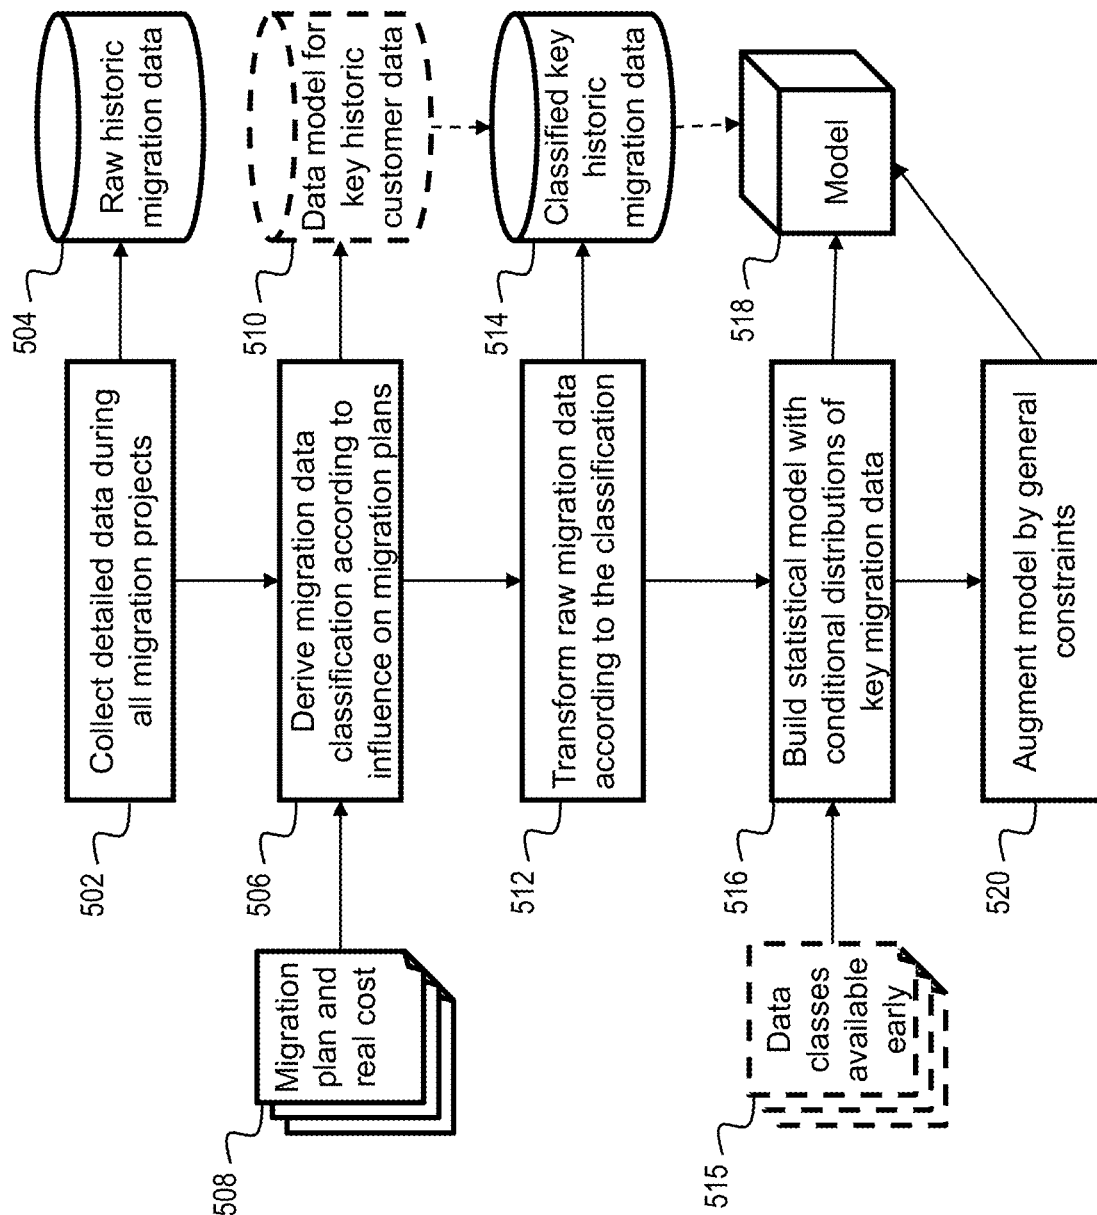 502
Collect detailed data during
all migration projects
504
Raw historic
migration data
508
Migration
plan and
real cost
506
Derive migration data
classification according to
influence on migration plans
510
Data model for
key historic
customer data
512
Transform raw migration data
according to the classification
514
Classified key
historic
migration data
515
Data
classes
available
early
516
Build statistical model with
conditional distributions of
key migration data
518
Model
520
Augment model by general
constraints